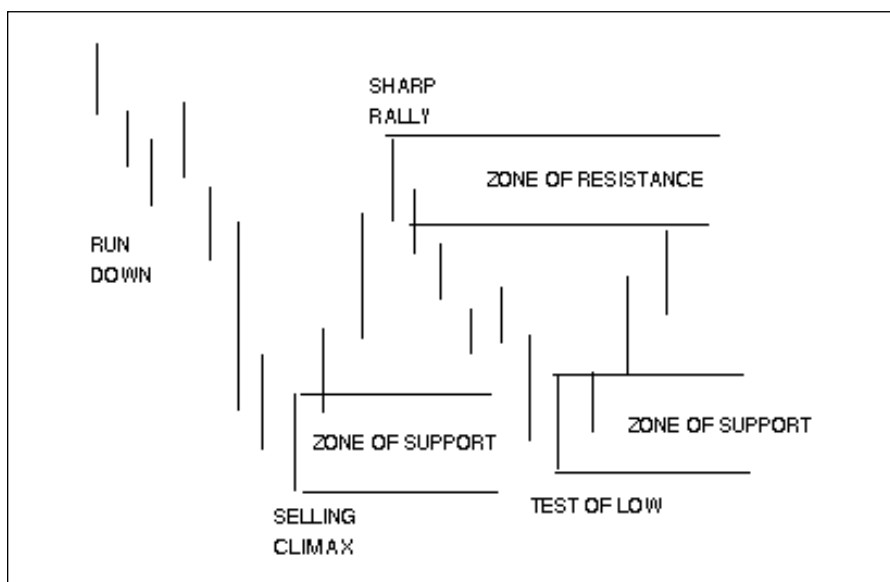 SHARP
RALLY
ZONE OF RESISTANCE
RUN
DOWN
ZONE OF SUPPORT
ZONE OF SUPPORT
TEST OF LOW
SELLING
CLIMAX